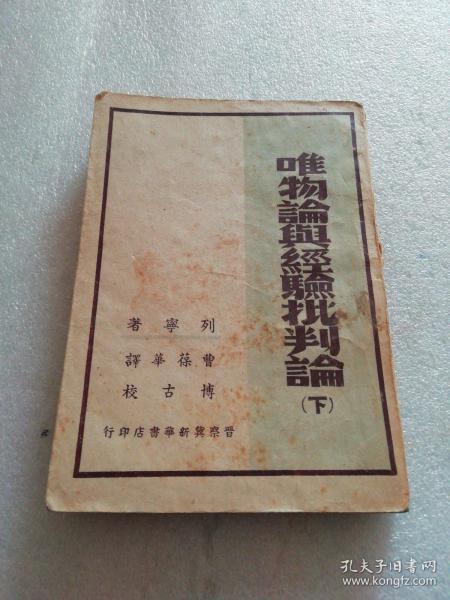 唯物論與經驗批判論
(下)
列寧著
曹葆華譯
博古校
晋察冀新華書店印行
孔夫子旧书网
www.kongfz.com